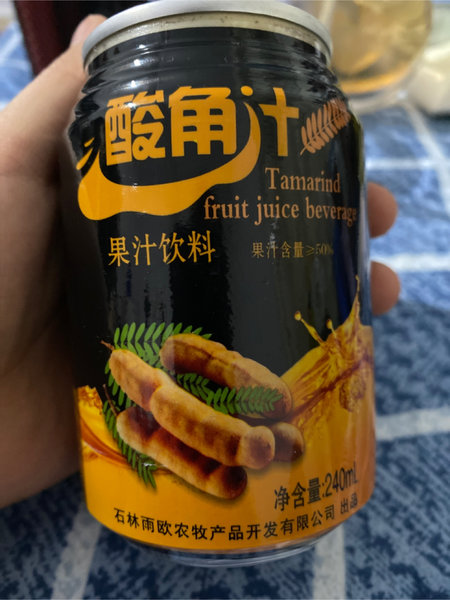 酸角汁
Tamarind
fruit juice beverage
果汁饮料
果汁含量≥50%
净含量:240mL
石林雨欧农牧产品开发有限公司 出品